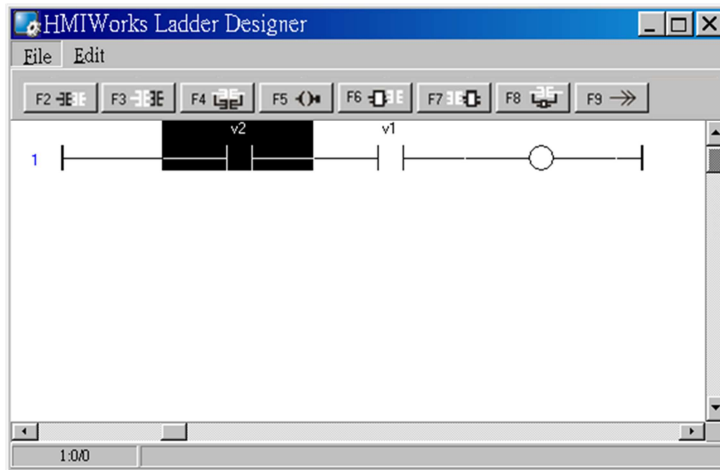 HMIWorks Ladder Designer
File Edit
F2 F3 F4 F5 F6 F7 F8 F9
v2 v1
1
1:0/0